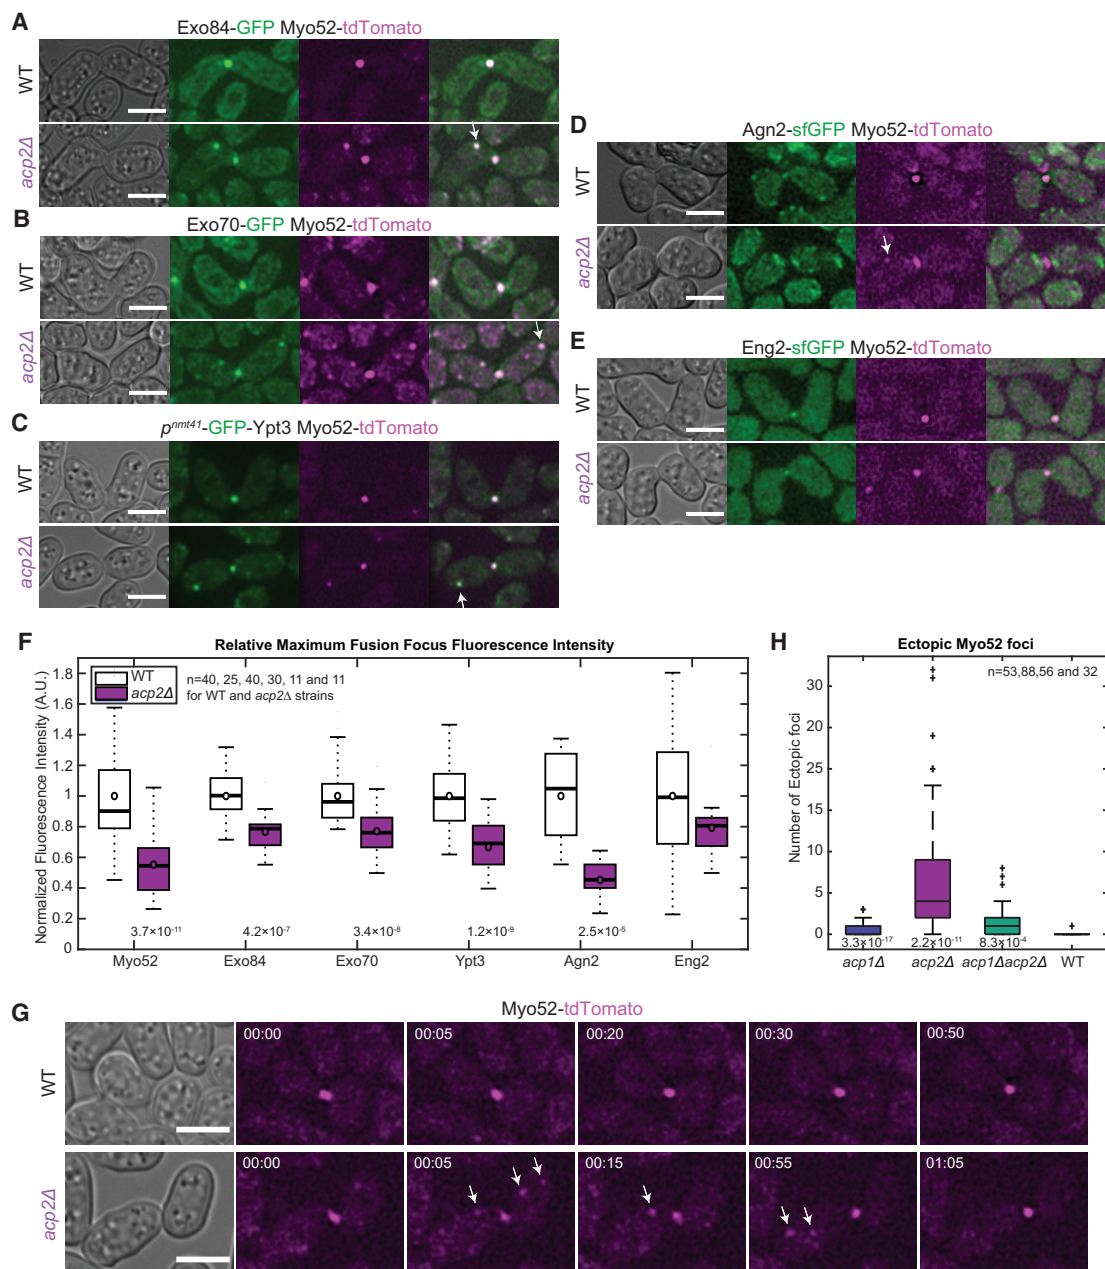 A
Exo84-GFP Myo52-tdTomato
WT
acp2Δ
B
Exo70-GFP Myo52-tdTomato
WT
acp2Δ
C
pnmt41-GFP-Ypt3 Myo52-tdTomato
WT
acp2Δ
D
Agn2-sfGFP Myo52-tdTomato
WT
acp2Δ
E
Eng2-sfGFP Myo52-tdTomato
WT
acp2Δ
F
Relative Maximum Fusion Focus Fluorescence Intensity
Normalized Fluorescence Intensity (A.U.)
1.8
1.6
1.4
1.2
1
0.8
0.6
0.4
0.2
0
WT
acp2Δ
n=40, 25, 40, 30, 11 and 11
for WT and acp2Δ strains
3.7×10⁻¹¹
4.2×10⁻⁷
3.4×10⁻⁸
1.2×10⁻⁹
2.5×10⁻⁵
Myo52
Exo84
Exo70
Ypt3
Agn2
Eng2
H
Ectopic Myo52 foci
n=53,88,56 and 32
Number of Ectopic foci
30
25
30
15
10
5
0
3.3×10⁻¹⁷
2.2×10⁻¹¹
8.3×10⁻⁴
acp1Δ
acp2Δ
acp1Δacp2Δ
WT
G
Myo52-tdTomato
WT
00:00
00:05
00:20
00:30
00:50
acp2Δ
00:00
00:05
00:15
00:55
01:05